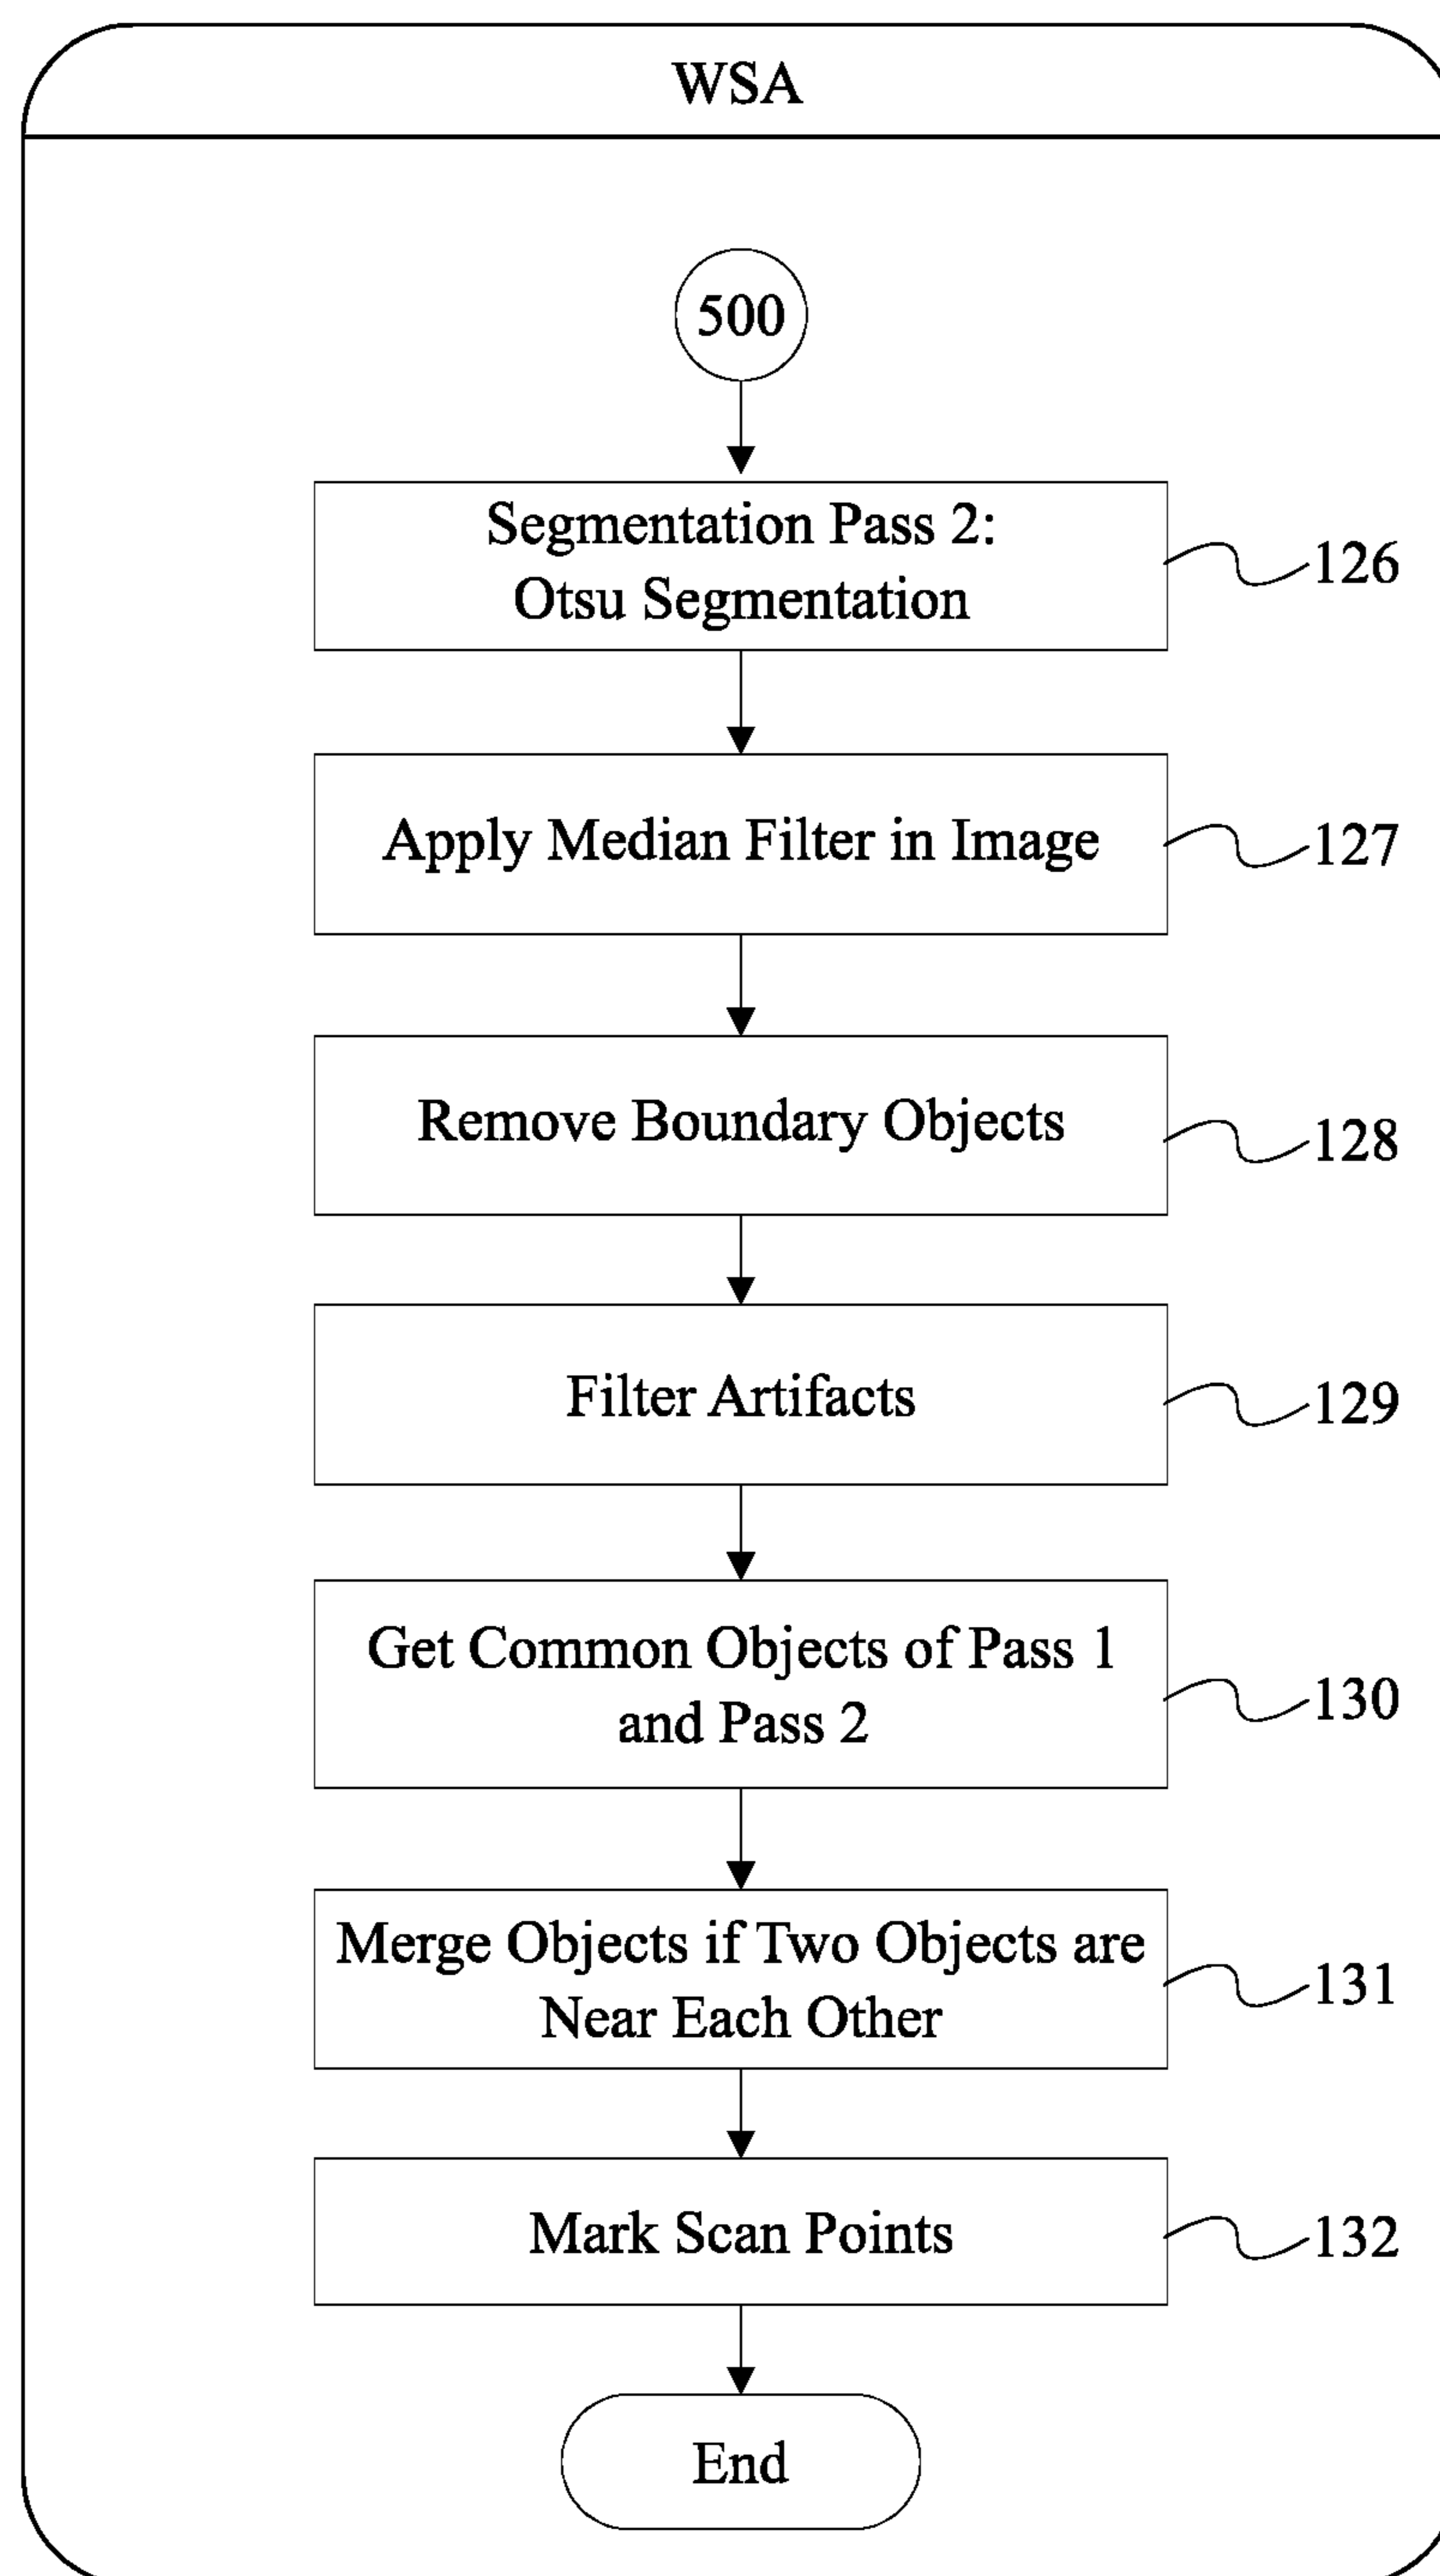 WSA
500
Segmentation Pass 2:
Otsu Segmentation
126
Apply Median Filter in Image
127
Remove Boundary Objects
128
Filter Artifacts
129
Get Common Objects of Pass 1
and Pass 2
130
Merge Objects if Two Objects are
Near Each Other
131
Mark Scan Points
132
End